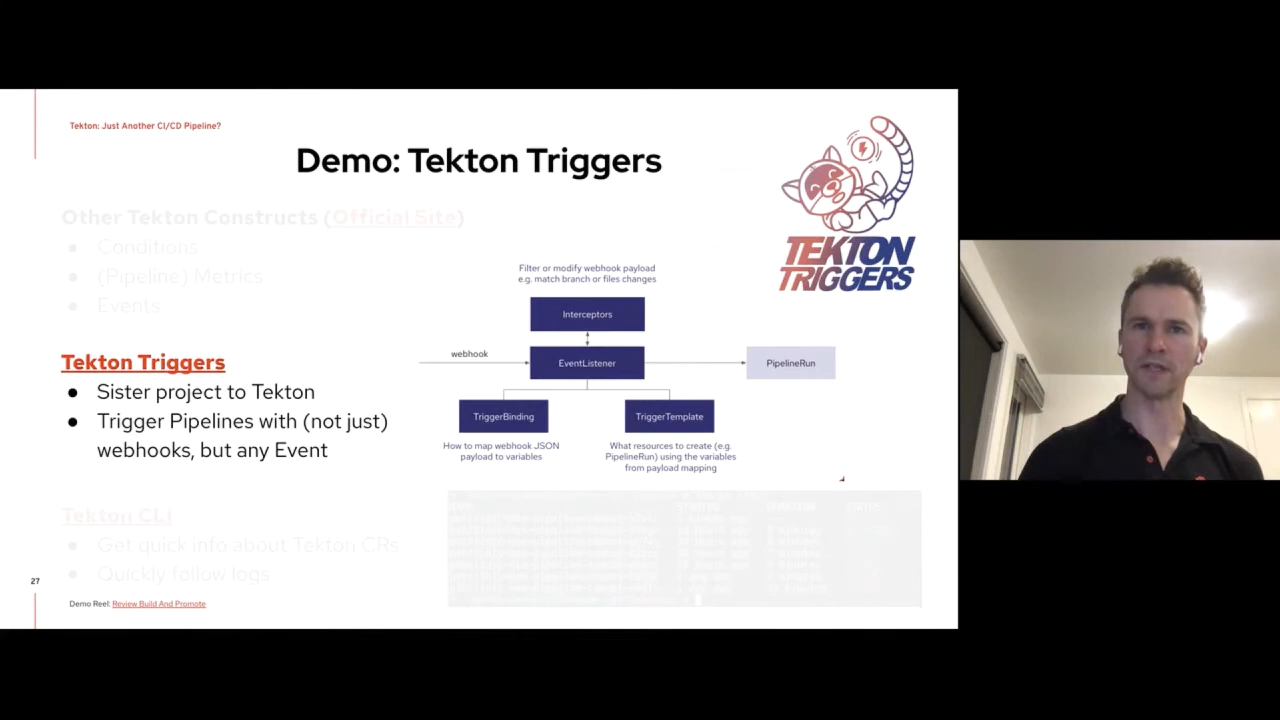 Tekton: Just Another CI/CD Pipeline?
Demo: Tekton Triggers
TEKTON
TRIGGERS
Other Tekton Constructs (Official Site)
● Conditions
● (Pipeline) Metrics
● Events
Tekton Triggers
● Sister project to Tekton
● Trigger Pipelines with (not just)
webhooks, but any Event
Tekton CLI
● Get quick info about Tekton CRs
● Quickly follow logs
Filter or modify webhook payload
e.g. match branch or files changes
Interceptors
webhook
EventListener
PipelineRun
TriggerBinding
TriggerTemplate
How to map webhook JSON
payload to variables
What resources to create (e.g.
PipelineRun) using the variables
from payload mapping
STARTED DURATION STATUS
27
Demo Reel: Review Build And Promote